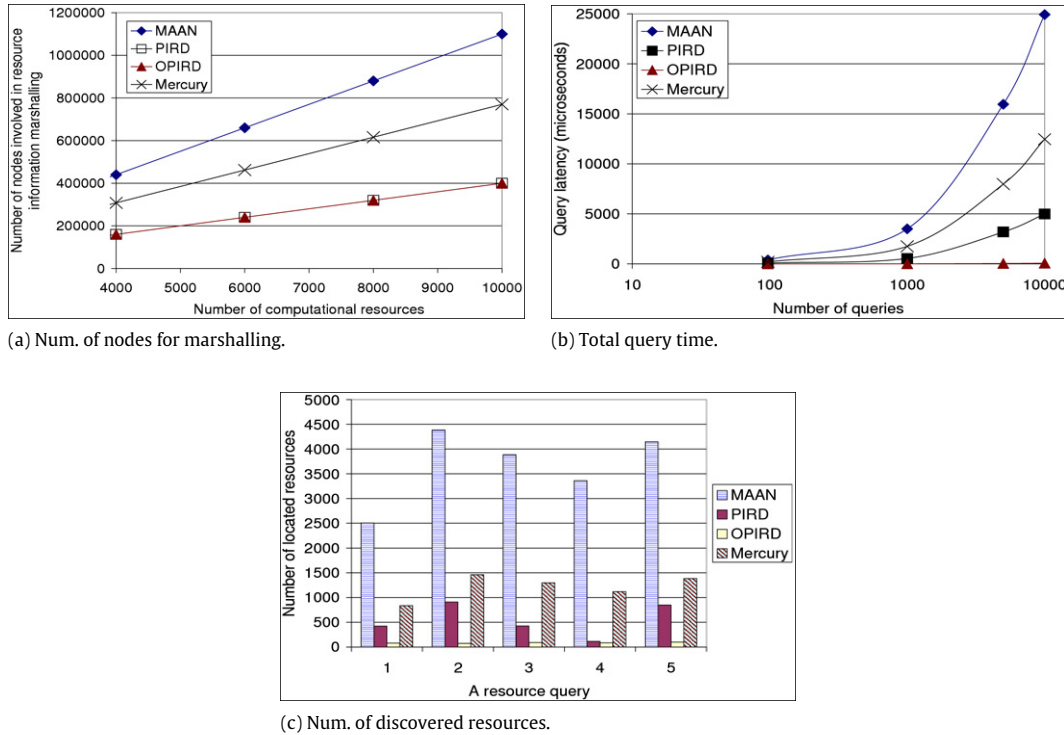 1200000
1000000
800000
600000
400000
200000
0
Number of nodes involved in resource
information marshalling
MAAN
PIRD
OPIRD
Mercury
4000 5000 6000 7000 8000 9000 10000
Number of computational resources
(a) Num. of nodes for marshalling.
25000
20000
15000
10000
5000
0
Query latency (microseconds)
MAAN
PIRD
OPIRD
Mercury
10 100 1000 10000
Number of queries
(b) Total query time.
5000
4500
4000
3500
3000
2500
2000
1500
1000
500
0
Number of located resources
1 2 3 4 5
A resource query
MAAN
PIRD
OPIRD
Mercury
(c) Num. of discovered resources.